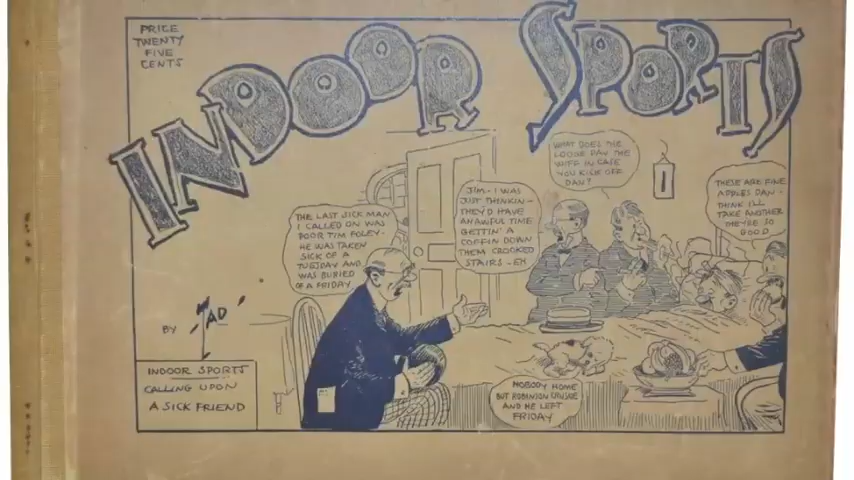 PRICE
TWENTY
FIVE
CENTS
INDOOR SPORTS
THE LAST SICK MAN
I CALLED ON WAS
POOR TIM FOLEY.
HE WAS TAKEN
SICK OF A
TUESDAY AND
WAS BURIED
OF A FRIDAY
JIM - I WAS
JUST THINKIN -
THEY'D HAVE
AN AWFUL TIME
GETTIN' A
COFFIN DOWN
THEM CROOKED
STAIRS - EH
WHAT DOES THE
LODGE PAY THE
WIFE IN CASE
YOU KICK OFF
DAN?
THESE ARE FINE
APPLES DAN -
THINK I'LL
TAKE ANOTHER
THEY'RE SO
GOOD
BY TAD
INDOOR SPORTS
CALLING UPON
A SICK FRIEND
NOBODY HOME
BUT ROBINSON CRUSOE
AND HE LEFT
FRIDAY